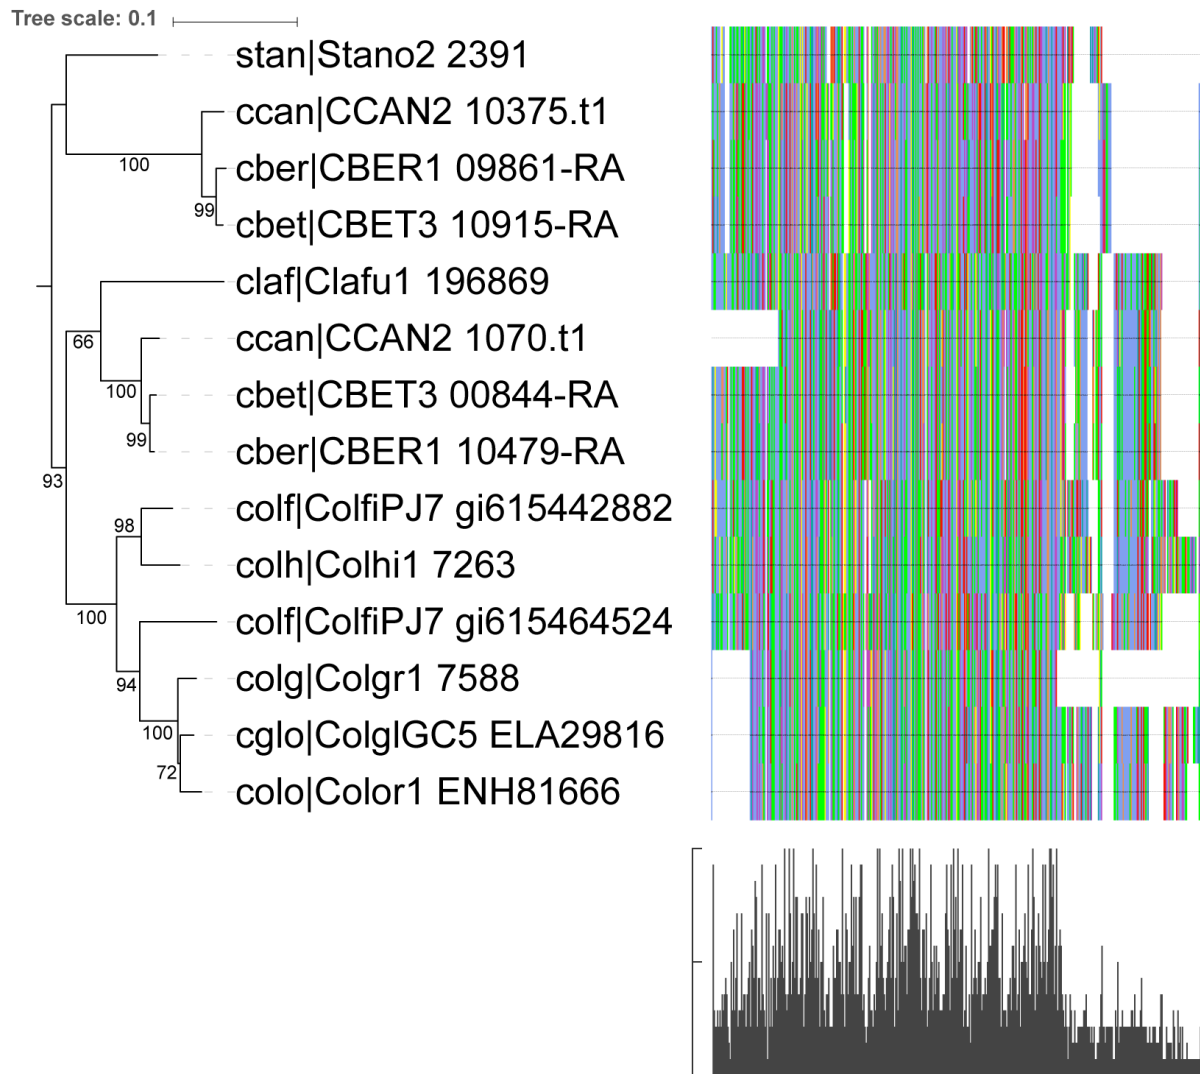 Tree scale: 0.1
stan|Stano2 2391
ccan|CCAN2 10375.t1
100
cber|CBER1 09861-RA
99
cbet|CBET3 10915-RA
claf|Clafu1 196869
66
ccan|CCAN2 1070.t1
100
cbet|CBET3 00844-RA
99
cber|CBER1 10479-RA
93
colf|ColfiPJ7 gi615442882
98
colh|Colhi1 7263
100
colf|ColfiPJ7 gi615464524
94
colg|Colgr1 7588
100
cglo|ColglGC5 ELA29816
72
colo|Color1 ENH81666